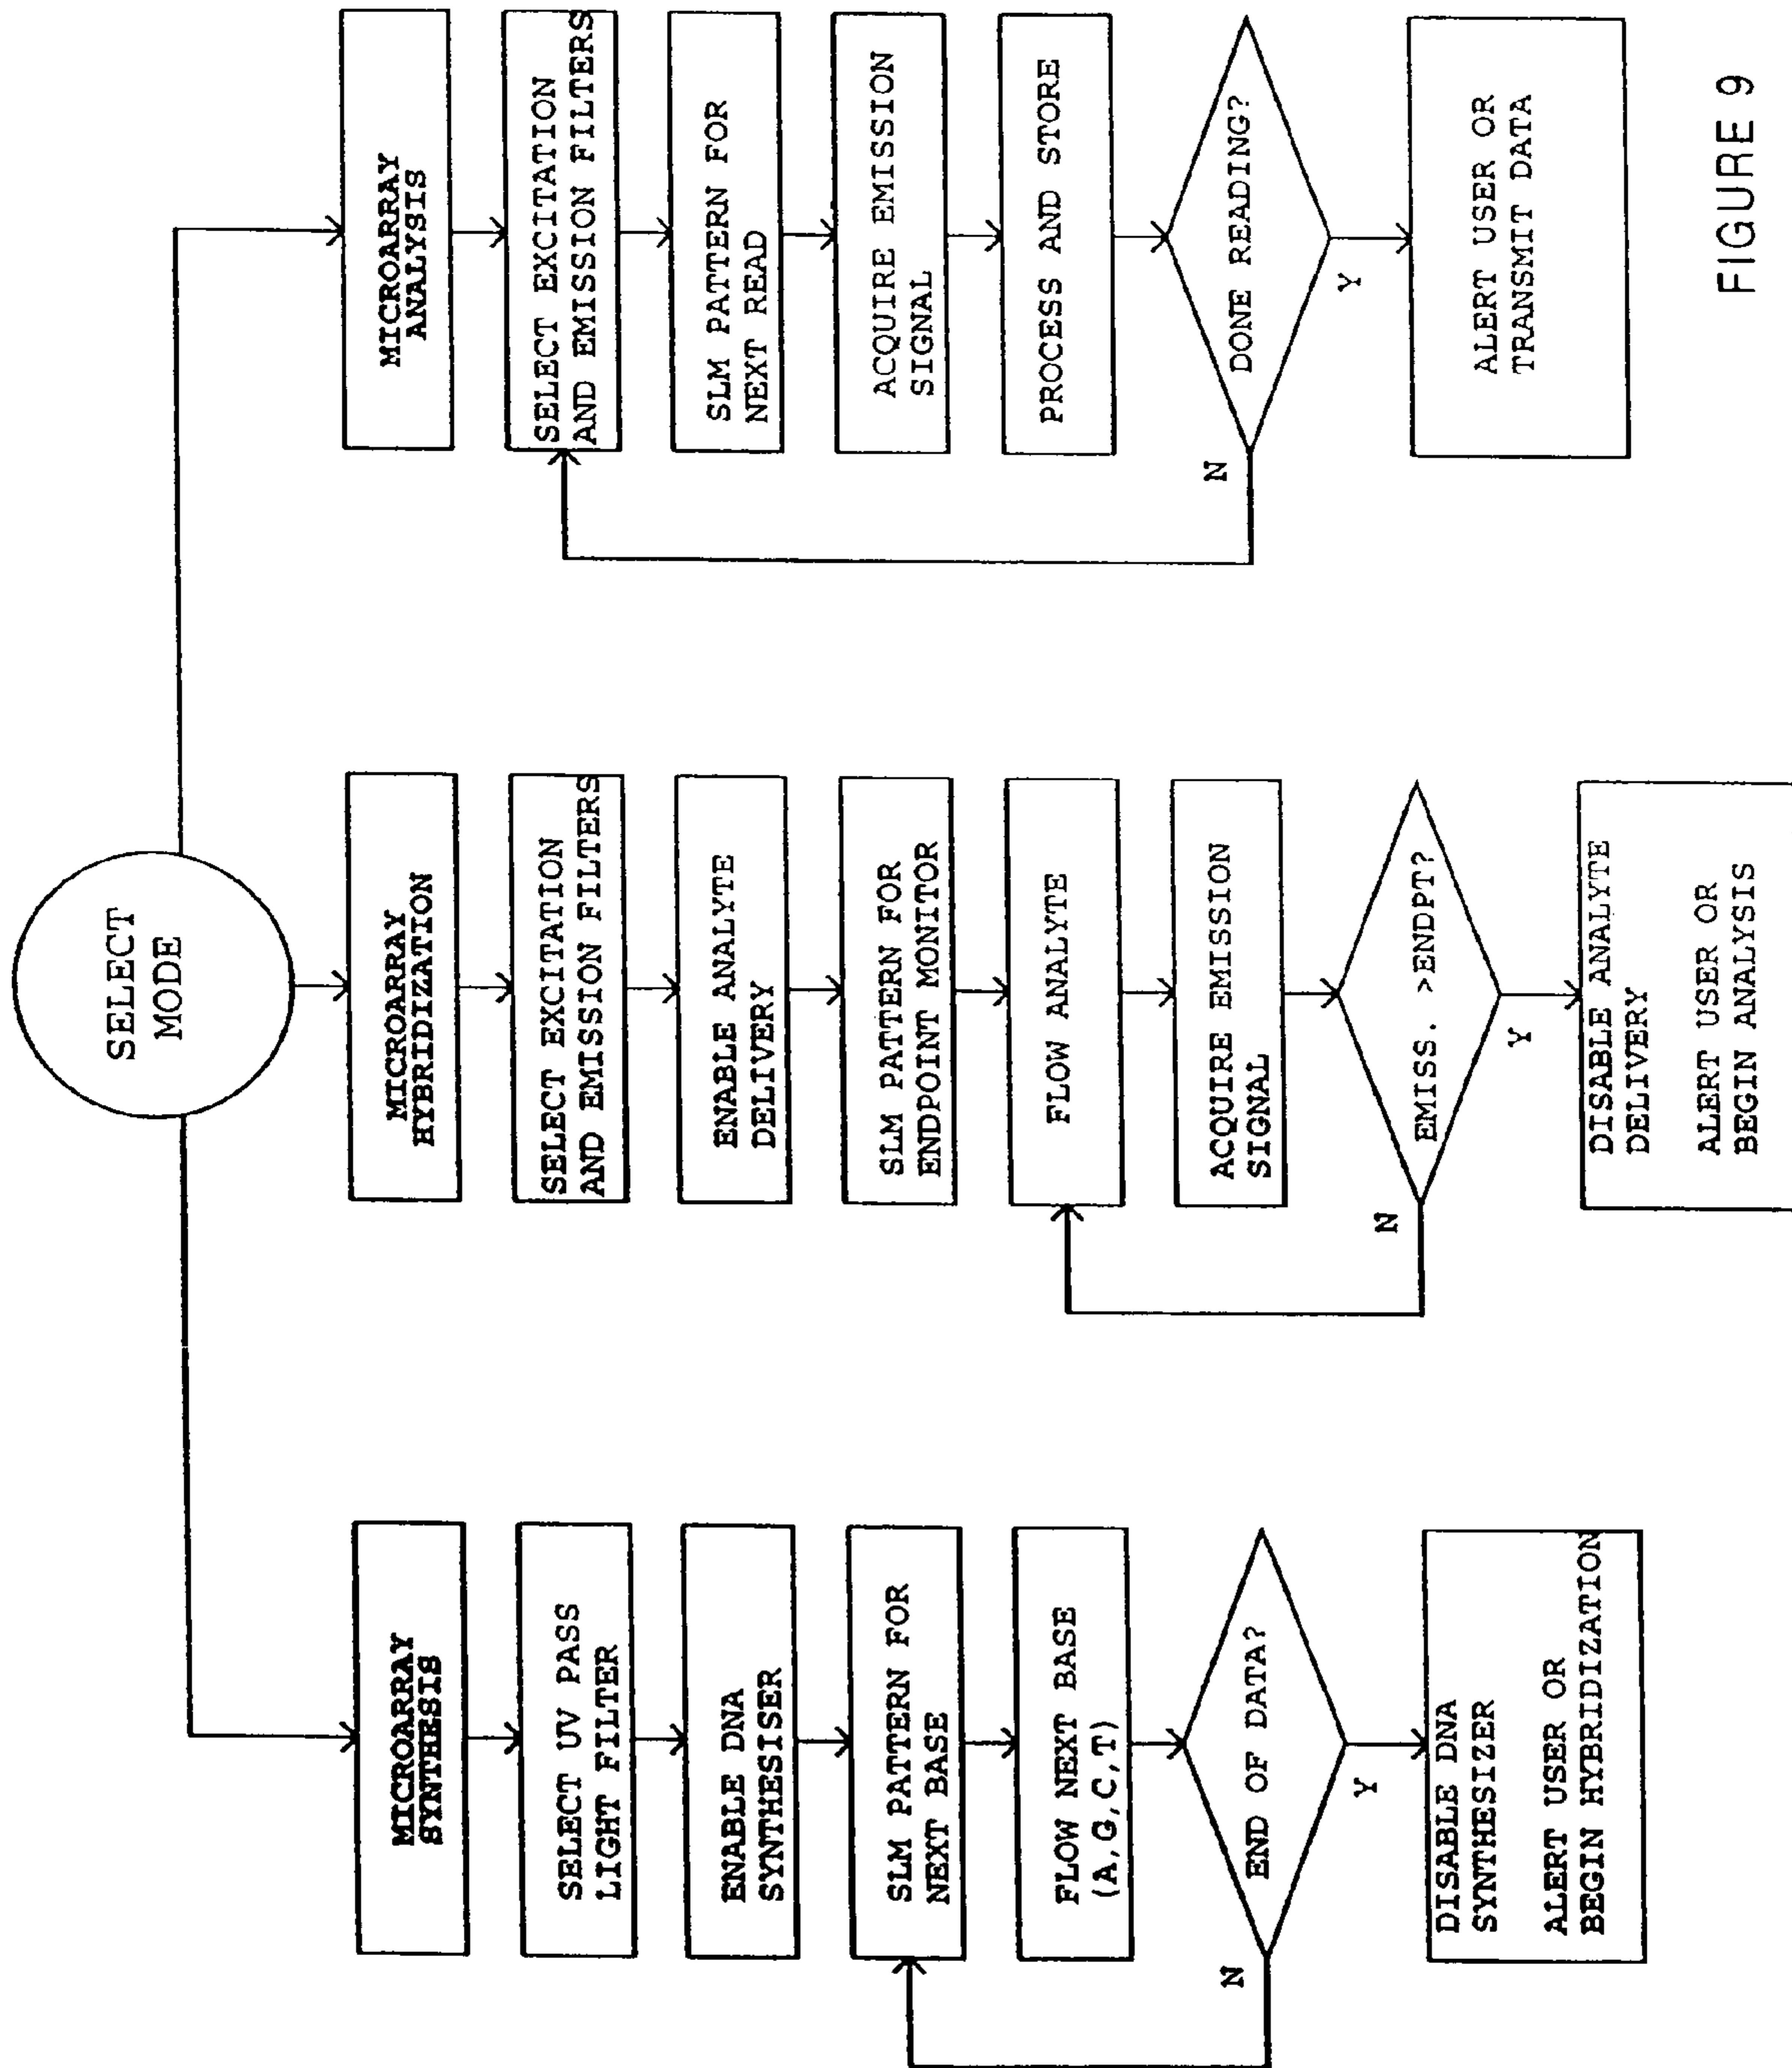 SELECT
MODE
MICROARRAY
SYNTHESIS
SELECT UV PASS
LIGHT FILTER
ENABLE DNA
SYNTHESISER
SLM PATTERN FOR
NEXT BASE
FLOW NEXT BASE
(A,G,C,T)
END OF DATA?
N
Y
DISABLE DNA
SYNTHESIZER
ALERT USER OR
BEGIN HYBRIDIZATION
MICROARRAY
HYBRIDIZATION
SELECT EXCITATION
AND EMISSION FILTERS
ENABLE ANALYTE
DELIVERY
SLM PATTERN FOR
ENDPOINT MONITOR
FLOW ANALYTE
ACQUIRE EMISSION
SIGNAL
EMISS. >ENDPT?
N
Y
DISABLE ANALYTE
DELIVERY
ALERT USER OR
BEGIN ANALYSIS
MICROARRAY
ANALYSIS
SELECT EXCITATION
AND EMISSION FILTERS
SLM PATTERN FOR
NEXT READ
ACQUIRE EMISSION
SIGNAL
PROCESS AND STORE
DONE READING?
N
Y
ALERT USER OR
TRANSMIT DATA
FIGURE 9